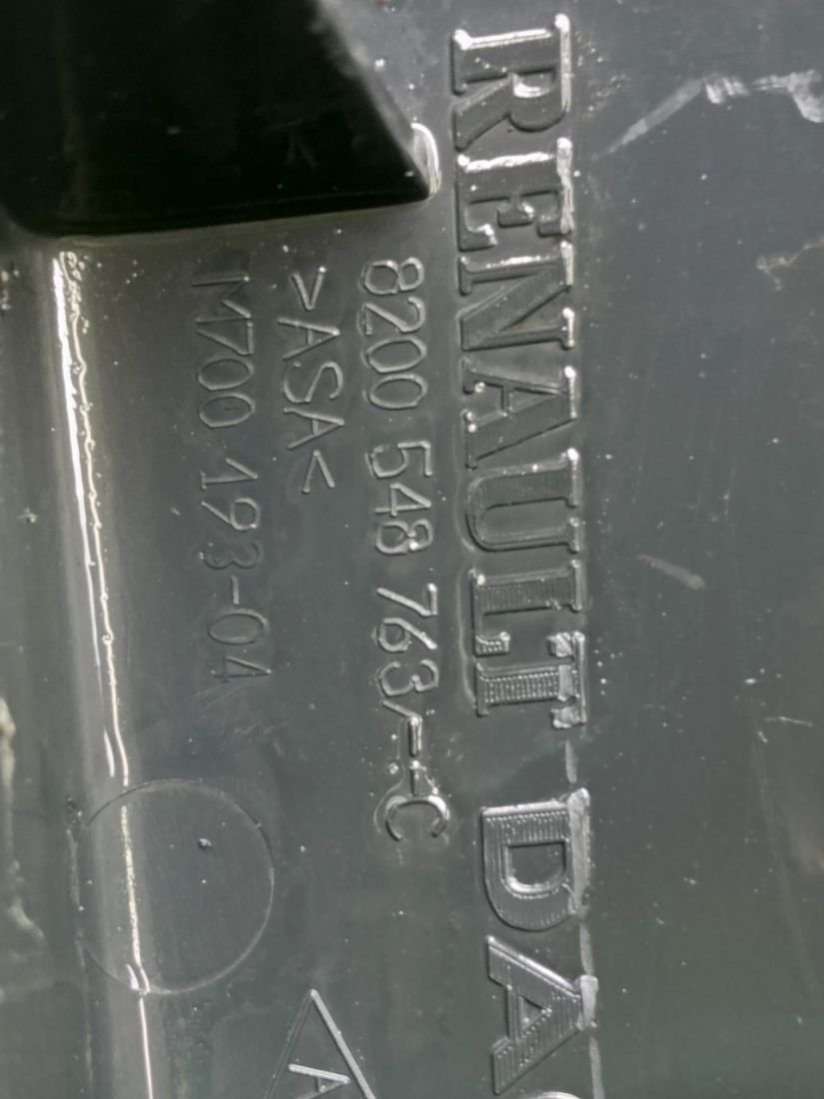 RENAULT DA
8200 548 763-C
>ASA<
M700 193-04
A